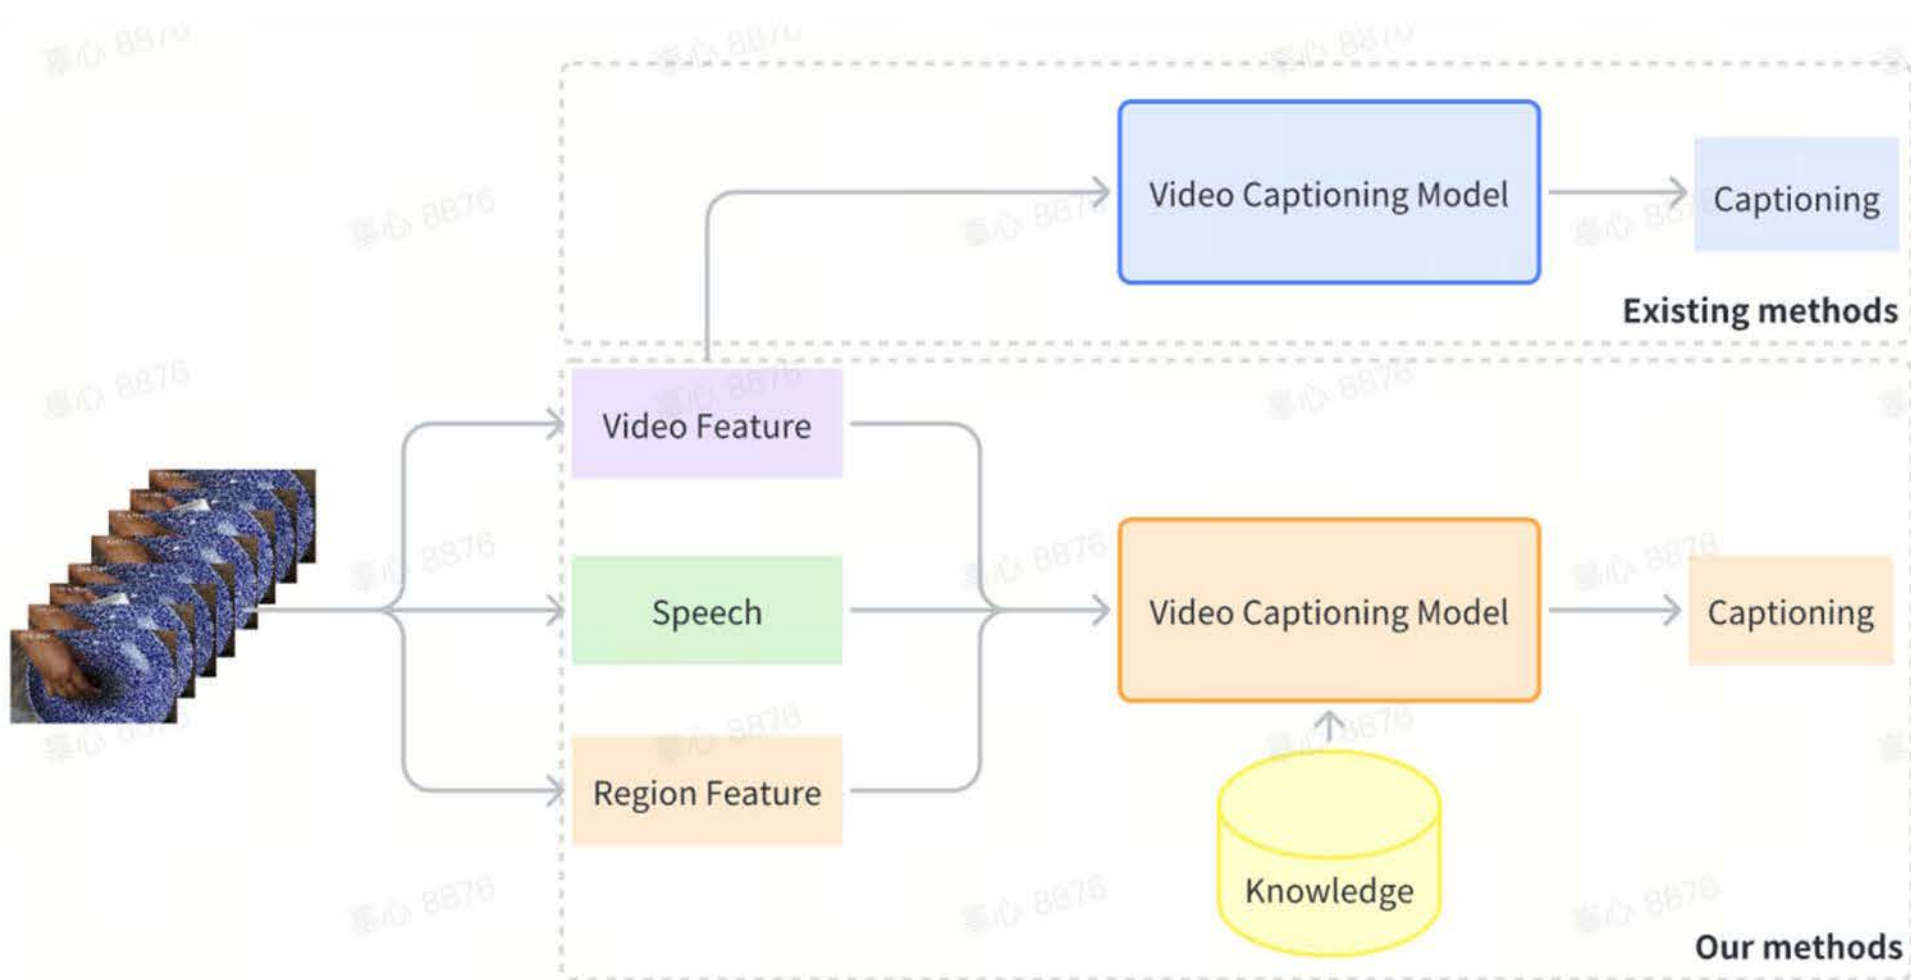 Video Captioning Model
Captioning
Existing methods
Video Feature
Speech
Video Captioning Model
Captioning
Region Feature
Knowledge
Our methods